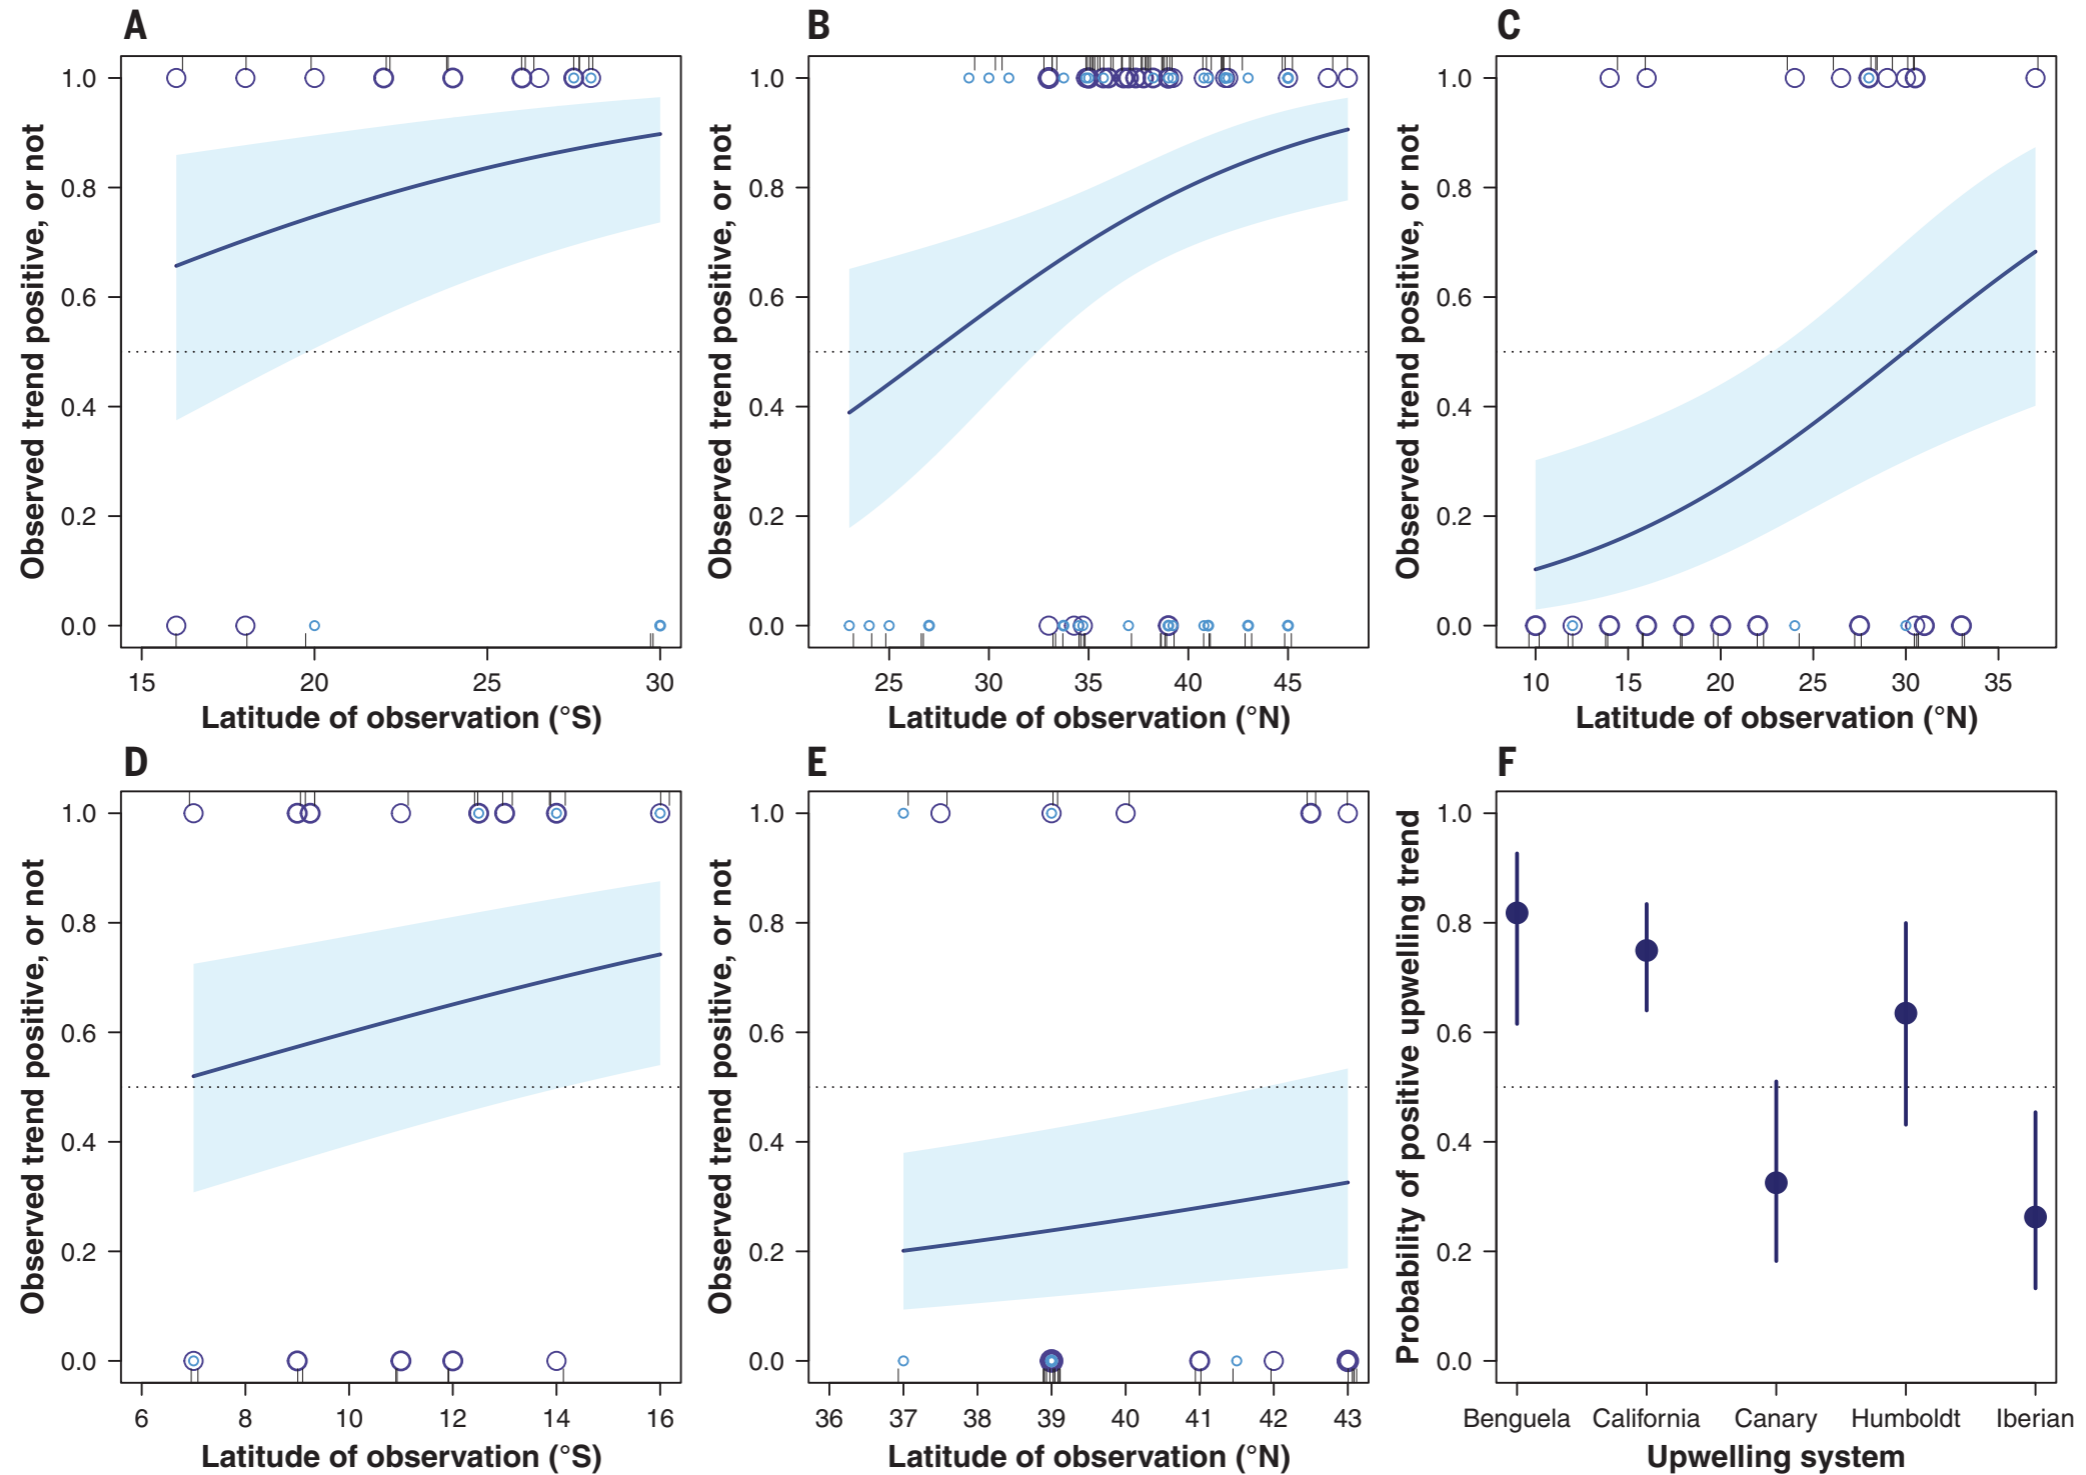 A
Observed trend positive, or not
1.0
0.8
0.6
0.4
0.2
0.0
15 20 25 30
Latitude of observation (°S)
B
Observed trend positive, or not
1.0
0.8
0.6
0.4
0.2
0.0
25 30 35 40 45
Latitude of observation (°N)
C
Observed trend positive, or not
1.0
0.8
0.6
0.4
0.2
0.0
10 15 20 25 30 35
Latitude of observation (°N)
D
Observed trend positive, or not
1.0
0.8
0.6
0.4
0.2
0.0
6 8 10 12 14 16
Latitude of observation (°S)
E
Observed trend positive, or not
1.0
0.8
0.6
0.4
0.2
0.0
36 37 38 39 40 41 42 43
Latitude of observation (°N)
F
Probability of positive upwelling trend
1.0
0.8
0.6
0.4
0.2
0.0
Benguela California Canary Humboldt Iberian
Upwelling system